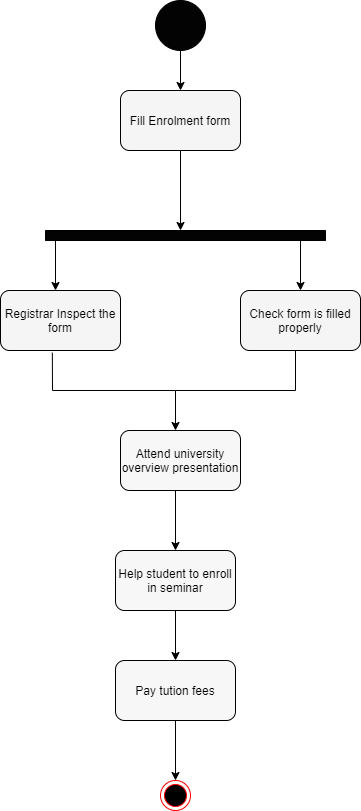 Fill Enrolment form
Registrar Inspect the
form
Check form is filled
properly
Attend university
overview presentation
Help student to enroll
in seminar
Pay tution fees